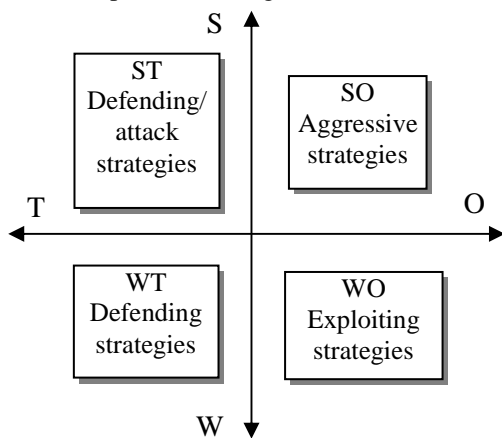 S
ST
Defending/
attack
strategies
SO
Aggressive
strategies
T
O
WT
Defending
strategies
WO
Exploiting
strategies
W